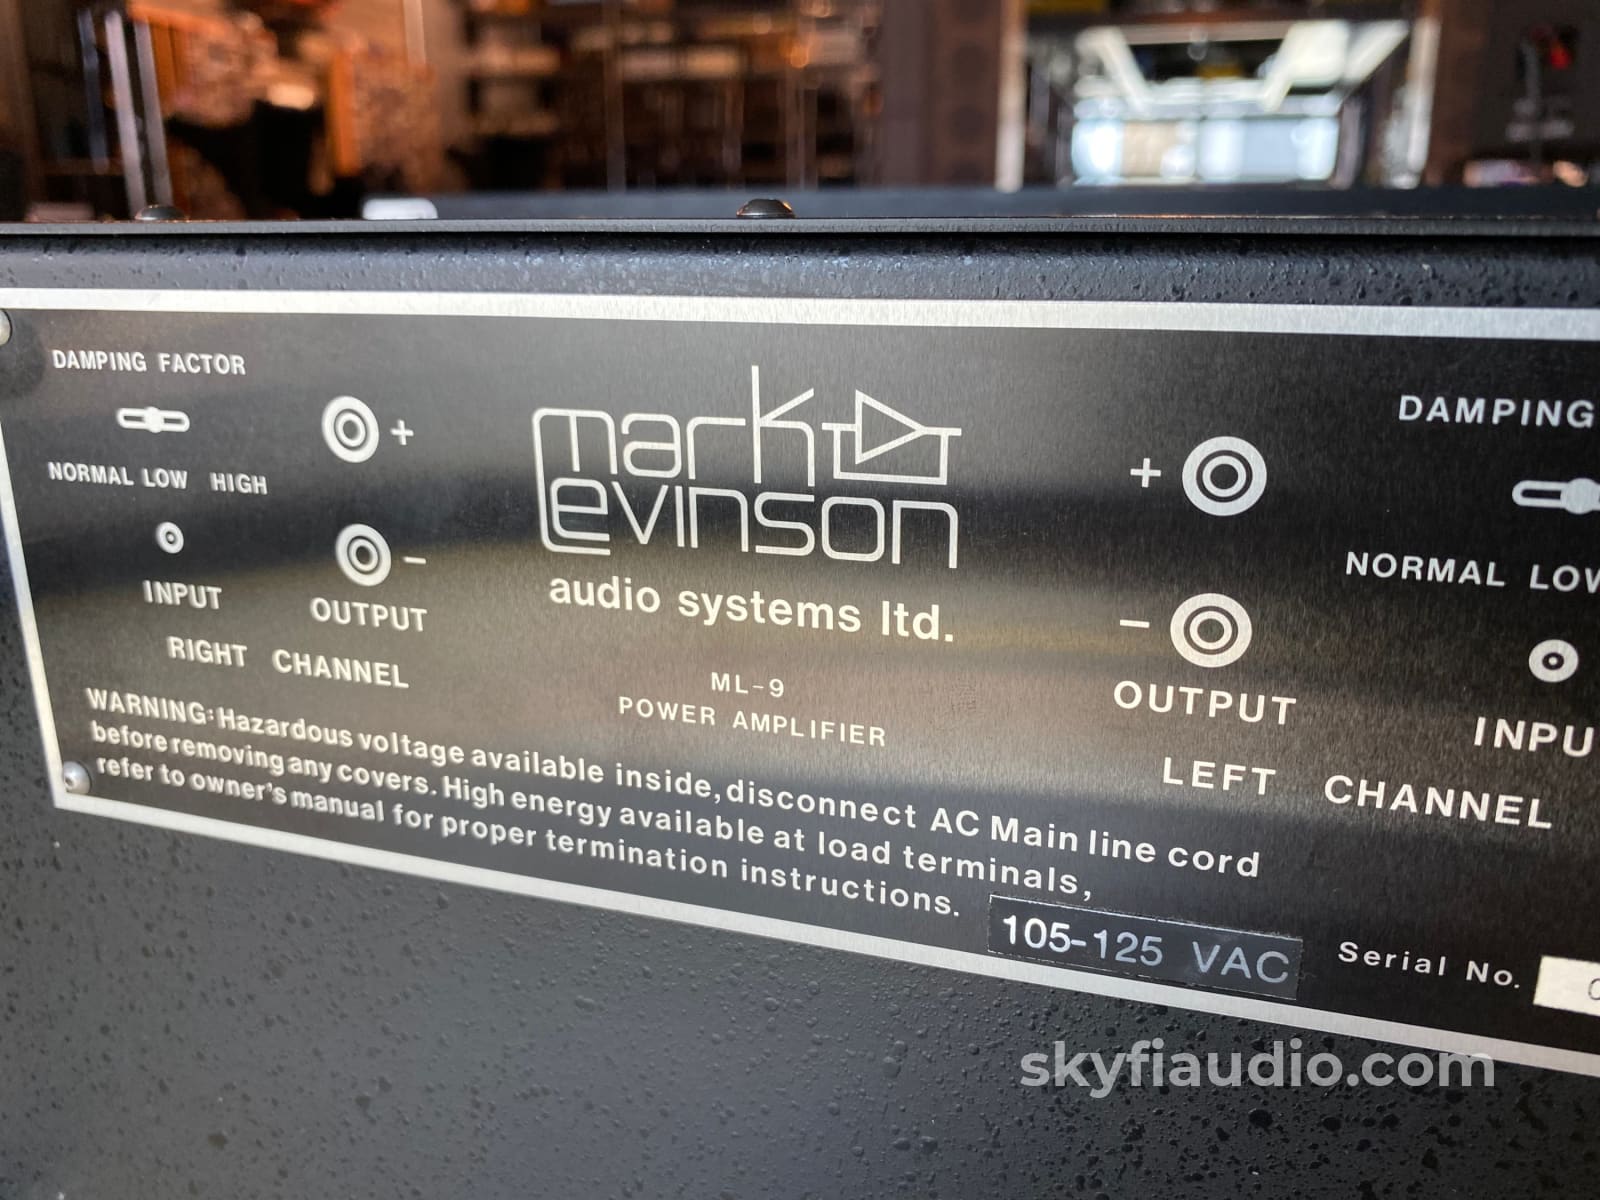 DAMPING FACTOR
NORMAL LOW HIGH
+
-
INPUT
OUTPUT
RIGHT CHANNEL
mark levinson
audio systems ltd.
ML-9
POWER AMPLIFIER
DAMPING
+
-
NORMAL
OUTPUT
LEFT CHANNEL
WARNING: Hazardous voltage available inside, disconnect AC Main line cord
before removing any covers. High energy available at load terminals,
refer to owner's manual for proper termination instructions.
105-125 VAC
Serial No.
skyfiaudio.com